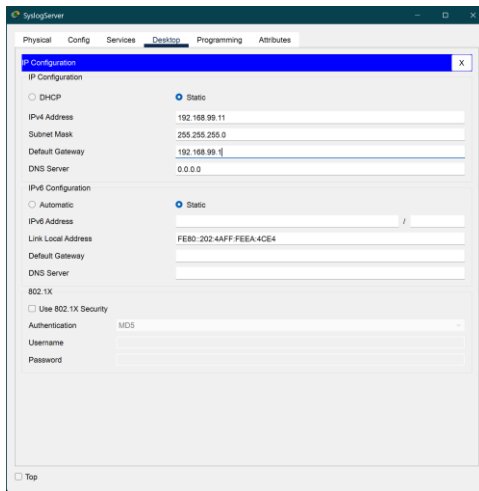 SyslogServer
Physical Config Services Desktop Programming Attributes
IP Configuration X
IP Configuration
DHCP Static
IPv4 Address 192.168.99.11
Subnet Mask 255.255.255.0
Default Gateway 192.168.99.1
DNS Server 0.0.0.0
IPv6 Configuration
Automatic Static
IPv6 Address /
Link Local Address FE80::202:4AFF:FEEA:4CE4
Default Gateway
DNS Server
802.1X
Use 802.1X Security
Authentication MD5
Username
Password
Top